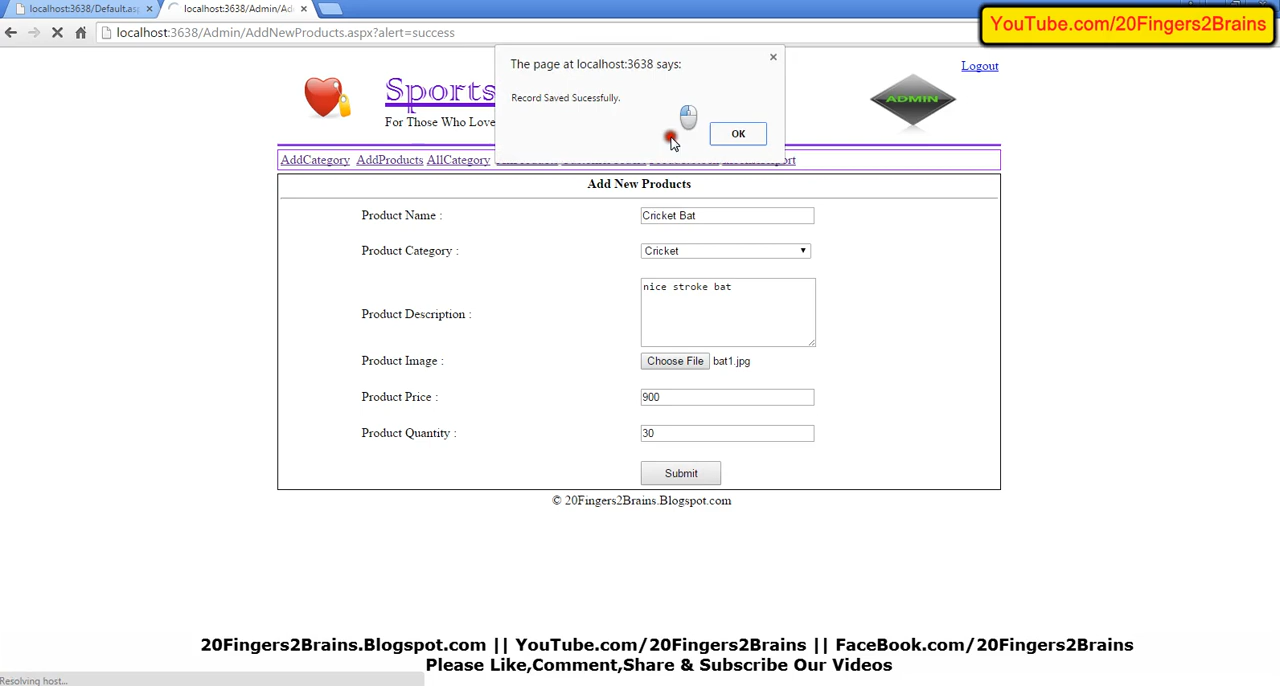 localhost:3638/Default.as
localhost:3638/Admin/Ad
YouTube.com/20Fingers2Brains
localhost:3638/Admin/AddNewProducts.aspx?alert=success
The page at localhost:3638 says:
Record Saved Sucessfully.
OK
Logout
Sports
For Those Who Love
ADMIN
AddCategory AddProducts AllCategory
Add New Products
Product Name : Cricket Bat
Product Category : Cricket
nice stroke bat
Product Description :
Product Image : Choose File bat1.jpg
Product Price : 900
Product Quantity : 30
Submit
© 20Fingers2Brains.Blogspot.com
20Fingers2Brains.Blogspot.com || YouTube.com/20Fingers2Brains || FaceBook.com/20Fingers2Brains
Please Like,Comment,Share & Subscribe Our Videos
Resolving host...